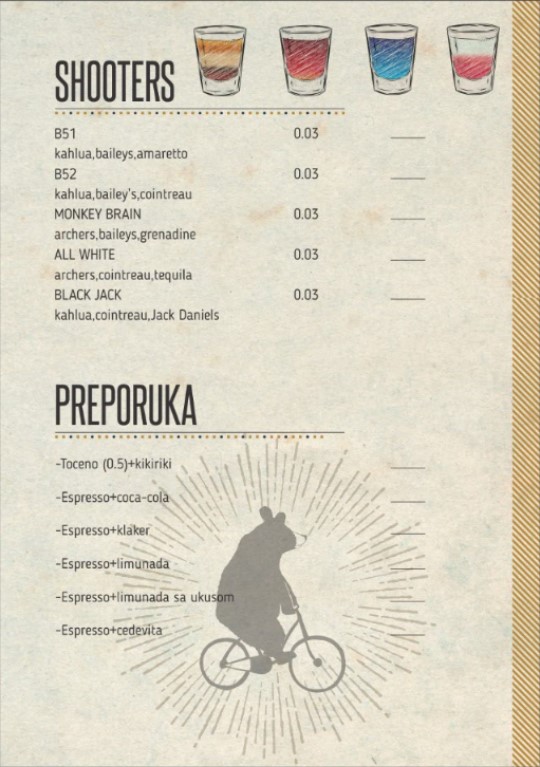 SHOOTERS
B51 0.03
kahlua,baileys,amaretto
B52 0.03
kahlua,bailey's,cointreau
MONKEY BRAIN 0.03
archers,baileys,grenadine
ALL WHITE 0.03
archers,cointreau,tequila
BLACK JACK 0.03
kahlua,cointreau,Jack Daniels
PREPORUKA
-Toceno (0.5)+kikiriki
-Espresso+coca-cola
-Espresso+klaker
-Espresso+limunada
-Espresso+limunada sa ukusom
-Espresso+cedevita